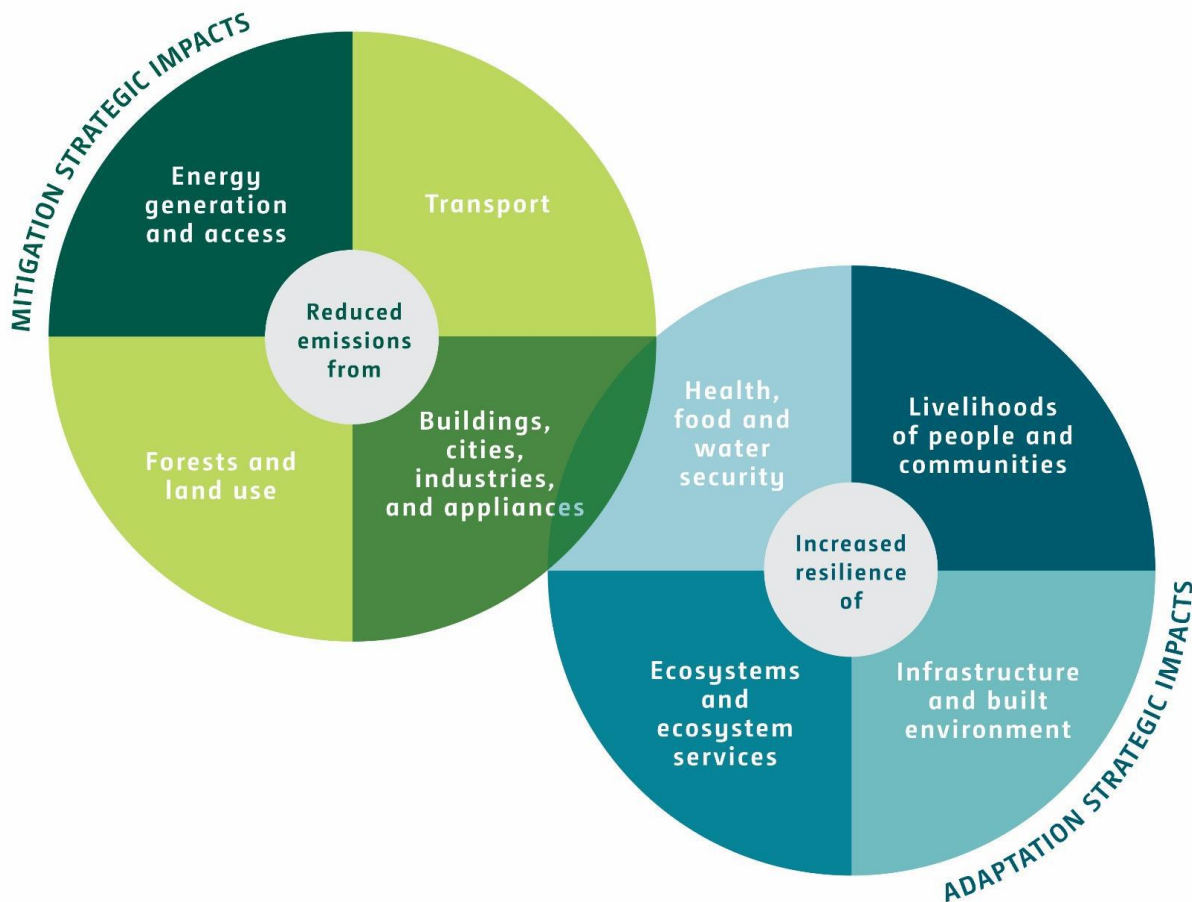 MITIGATION STRATEGIC IMPACTS
Energy
generation
and access
Transport
Reduced
emissions
from
Forests and
land use
Buildings,
cities,
industries,
and appliances
Health,
food and
water
security
Livelihoods
of people and
communities
Increased
resilience
of
Ecosystems
and
ecosystem
services
Infrastructure
and built
environment
ADAPTATION STRATEGIC IMPACTS